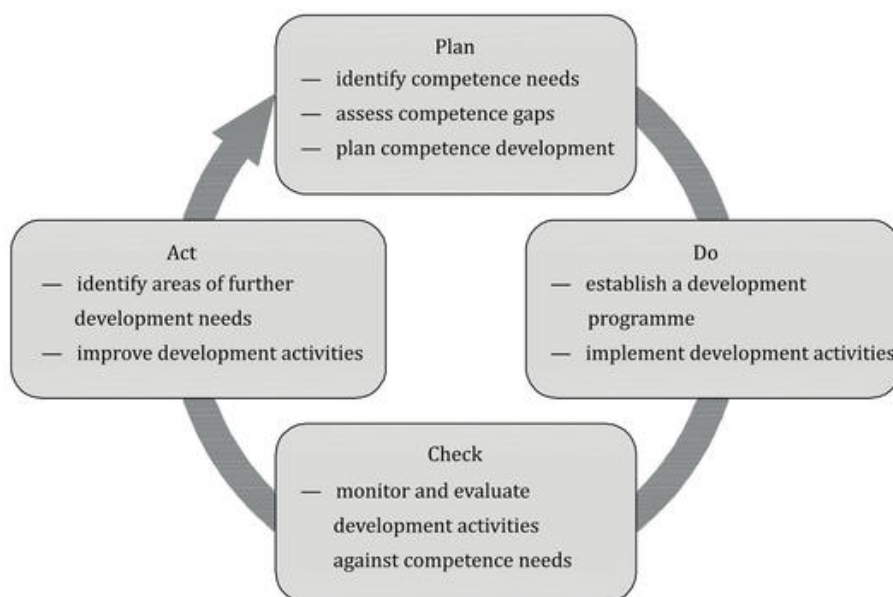 Plan
— identify competence needs
— assess competence gaps
— plan competence development
Act
— identify areas of further
development needs
— improve development activities
Do
— establish a development
programme
— implement development activities
Check
— monitor and evaluate
development activities
against competence needs